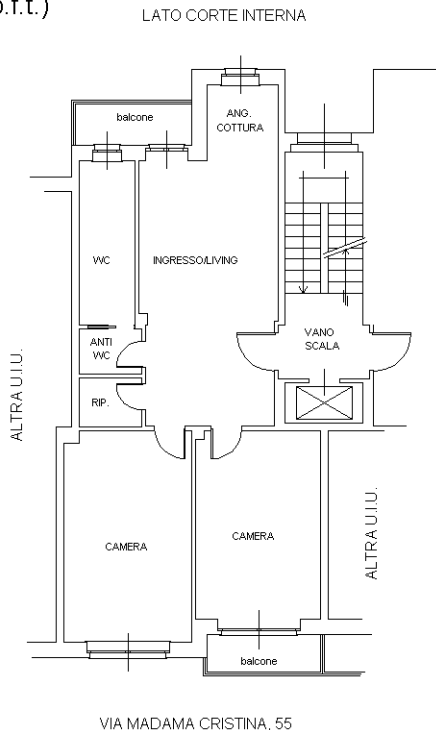 o.f.t.)
LATO CORTE INTERNA
balcone
ANG.
COTTURA
WC
INGRESSO/LIVING
ANTI
WC
VANO
SCALA
RIP.
ALTRA U.I.U.
CAMERA
CAMERA
ALTRA U.I.U.
balcone
VIA MADAMA CRISTINA, 55